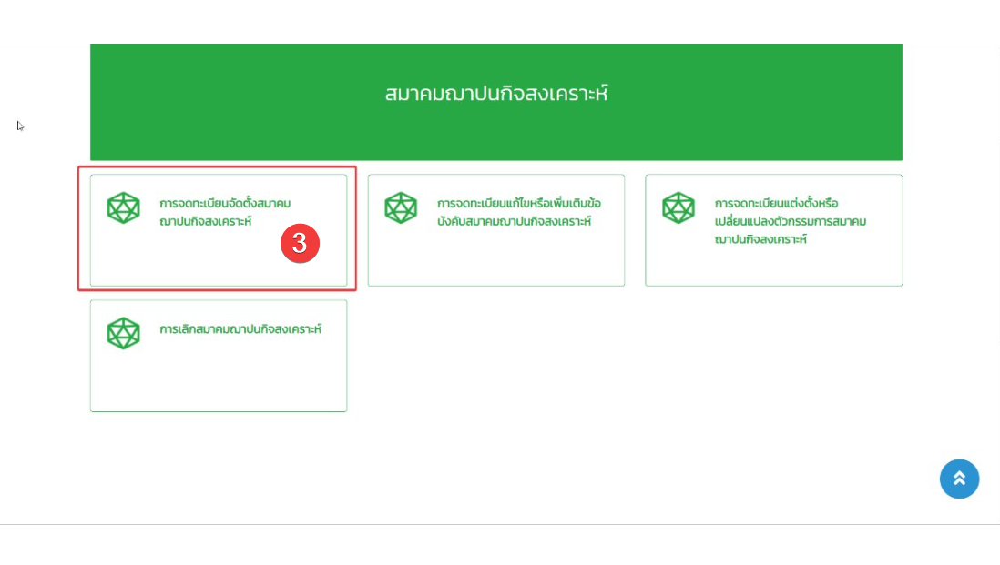 สมาคมฌาปนกิจสงเคราะห์
การจดทะเบียนจัดตั้งสมาคม
ฌาปนกิจสงเคราะห์
3
การจดทะเบียนแก้ไขหรือเพิ่มเติมข้อ
บังคับสมาคมฌาปนกิจสงเคราะห์
การจดทะเบียนแต่งตั้งหรือ
เปลี่ยนแปลงตัวกรรมการสมาคม
ฌาปนกิจสงเคราะห์
การเลิกสมาคมฌาปนกิจสงเคราะห์